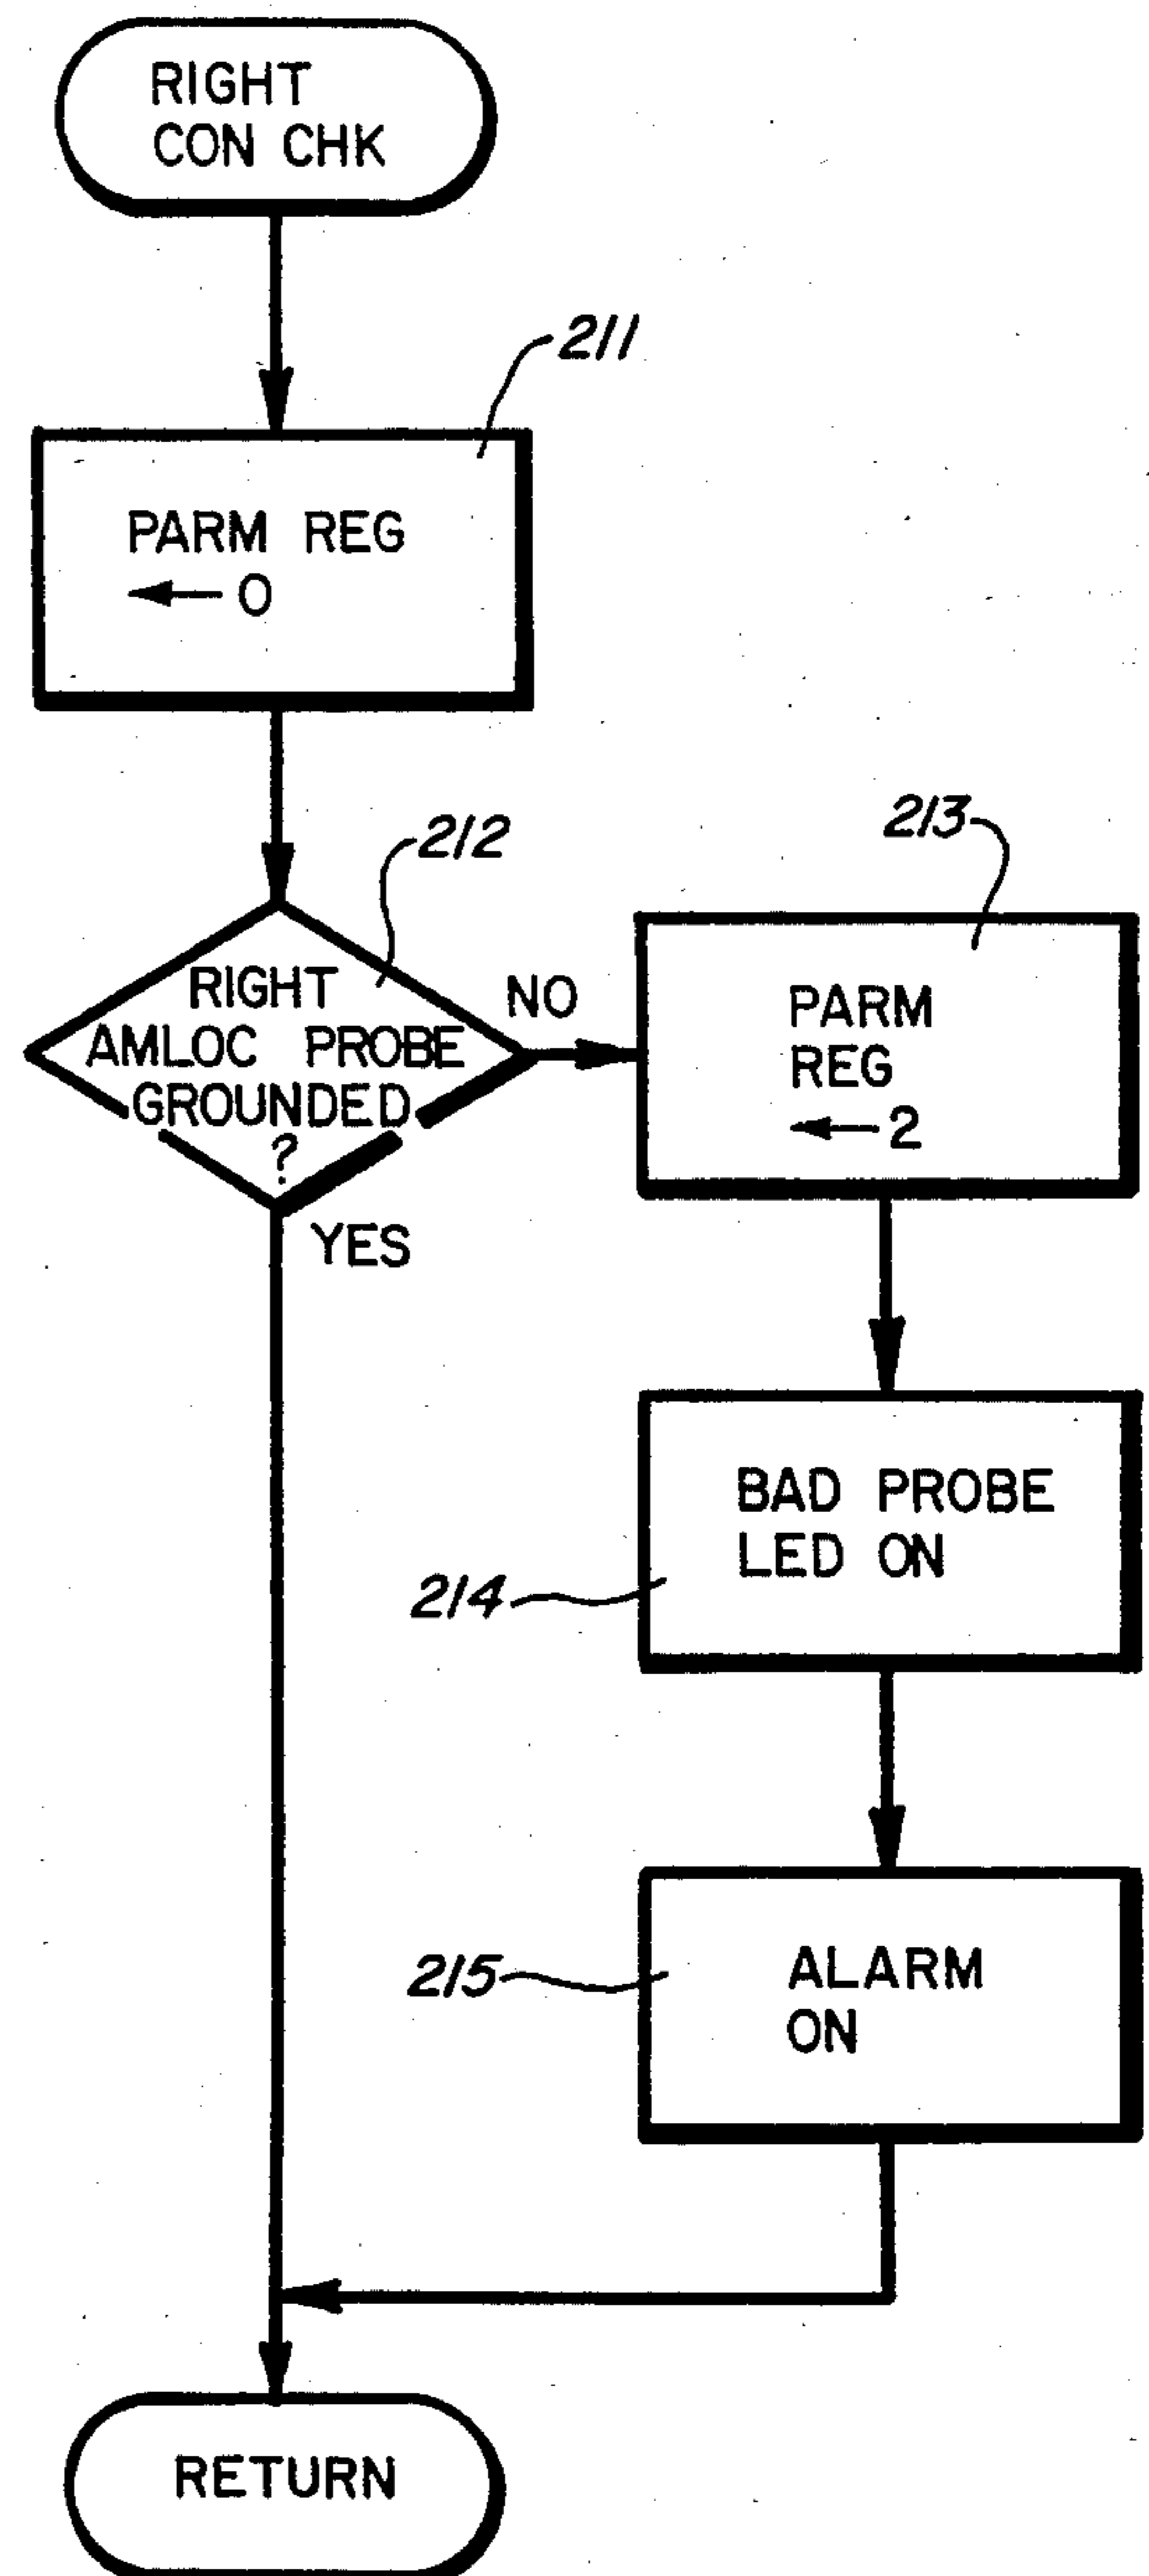 RIGHT
CON CHK
211
PARM REG
← 0
212
213
RIGHT
AMLOC PROBE
GROUNDED
?
NO
YES
PARM
REG
← 2
BAD PROBE
LED ON
214
215
ALARM
ON
RETURN